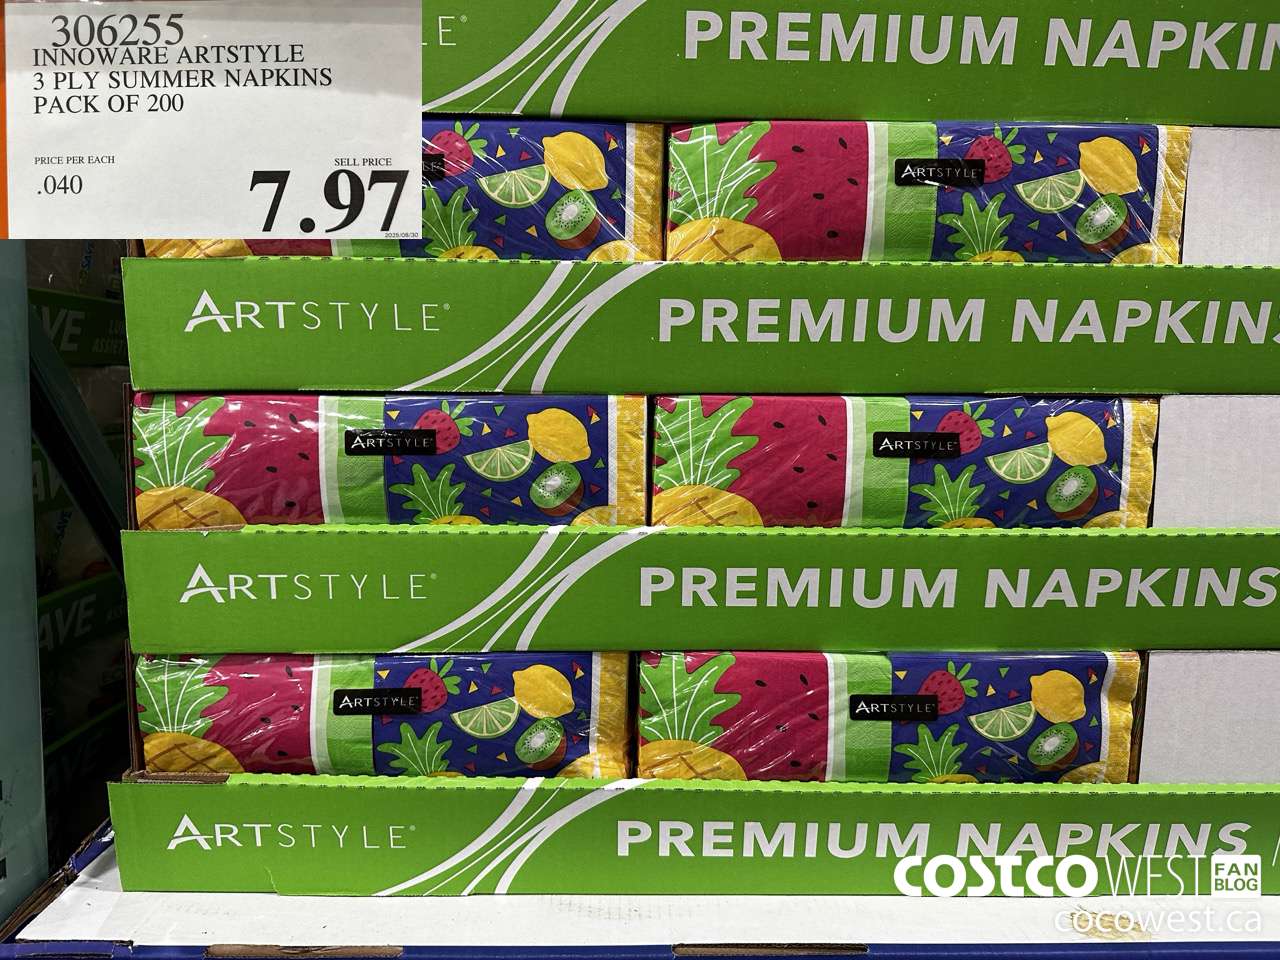 306255
INNOWARE ARTSTYLE
3 PLY SUMMER NAPKINS
PACK OF 200
PRICE PER EACH
.040
SELL PRICE
7.97
2025/08/30
LE®
PREMIUM NAPKIN
ARTSTYLE
ARTSTYLE®
PREMIUM NAPKINS
ARTSTYLE
ARTSTYLE
ARTSTYLE®
PREMIUM NAPKINS
ARTSTYLE
ARTSTYLE
ARTSTYLE®
PREMIUM NAPKINS
COSTCO WEST FAN BLOG
cocowest.ca